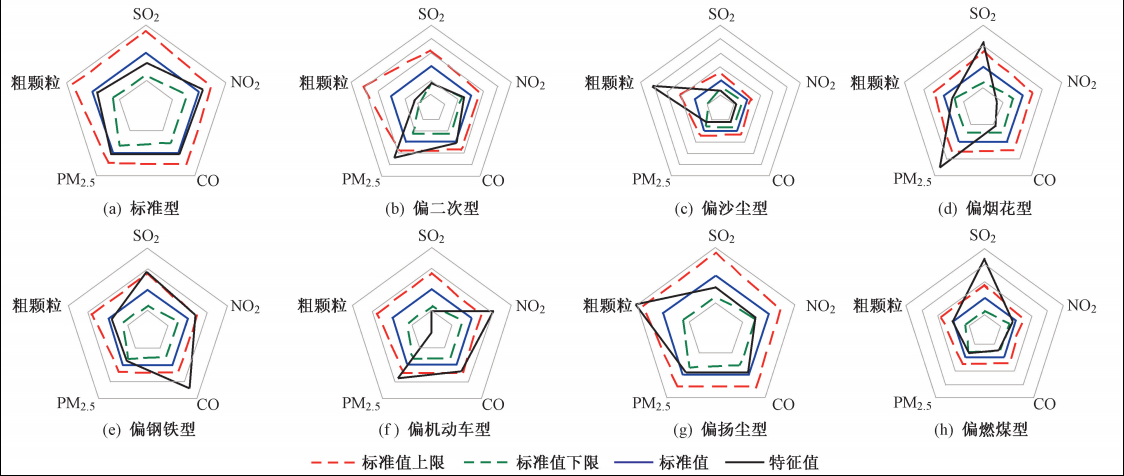 SO₂ SO₂ SO₂ SO₂
粗颗粒 NO₂ 粗颗粒 NO₂ 粗颗粒 NO₂ 粗颗粒 NO₂
PM₂.₅ CO PM₂.₅ CO PM₂.₅ CO PM₂.₅ CO
(a) 标准型 (b) 偏二次型 (c) 偏沙尘型 (d) 偏烟花型
SO₂ SO₂ SO₂ SO₂
粗颗粒 NO₂ 粗颗粒 NO₂ 粗颗粒 NO₂ 粗颗粒 NO₂
PM₂.₅ CO PM₂.₅ CO PM₂.₅ CO PM₂.₅ CO
(e) 偏钢铁型 (f) 偏机动车型 (g) 偏扬尘型 (h) 偏燃煤型
标准值上限 标准值下限 标准值 特征值